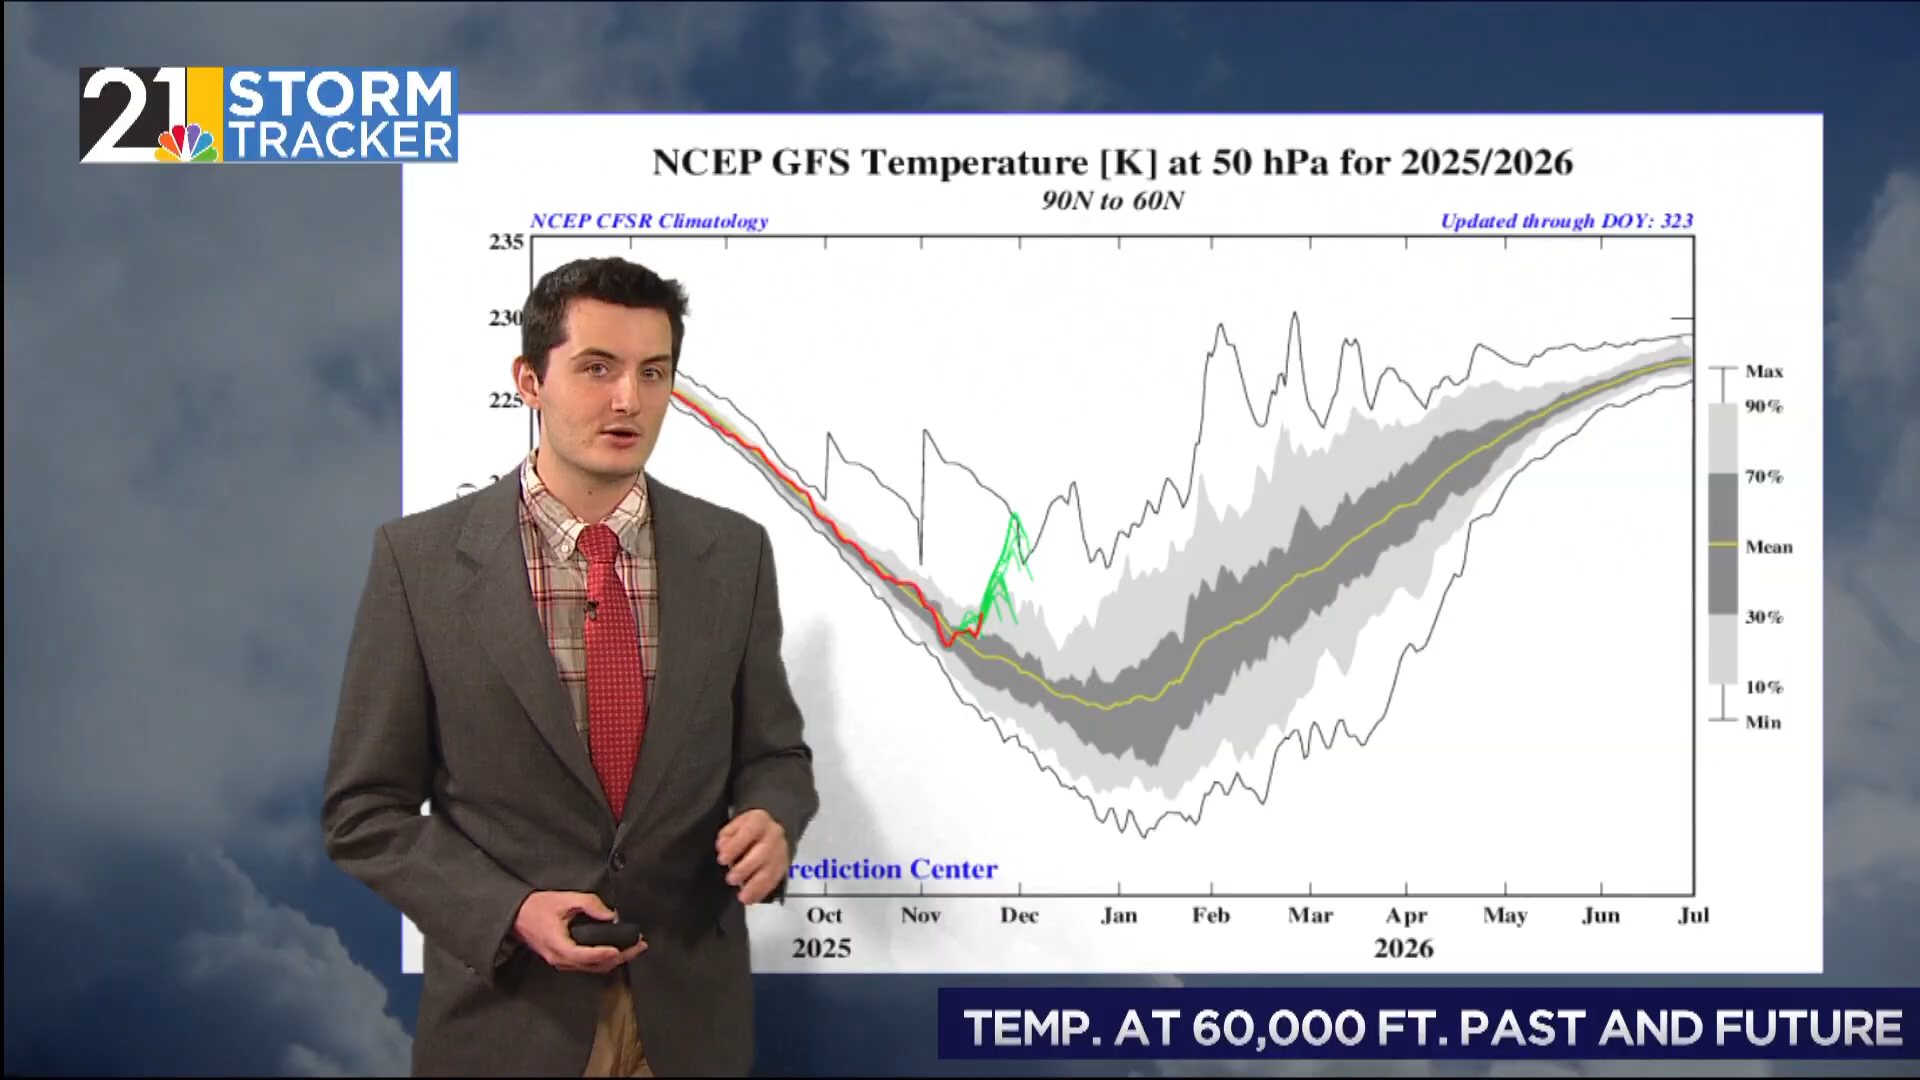 21 STORM
TRACKER
NCEP GFS Temperature [K] at 50 hPa for 2025/2026
90N to 60N
NCEP CFSR Climatology
Updated through DOY: 323
235
230
225
Max
90%
70%
Mean
30%
10%
Min
Center
Oct Nov Dec Jan Feb Mar Apr May Jun Jul
2025 2026
TEMP. AT 60,000 FT. PAST AND FUTURE